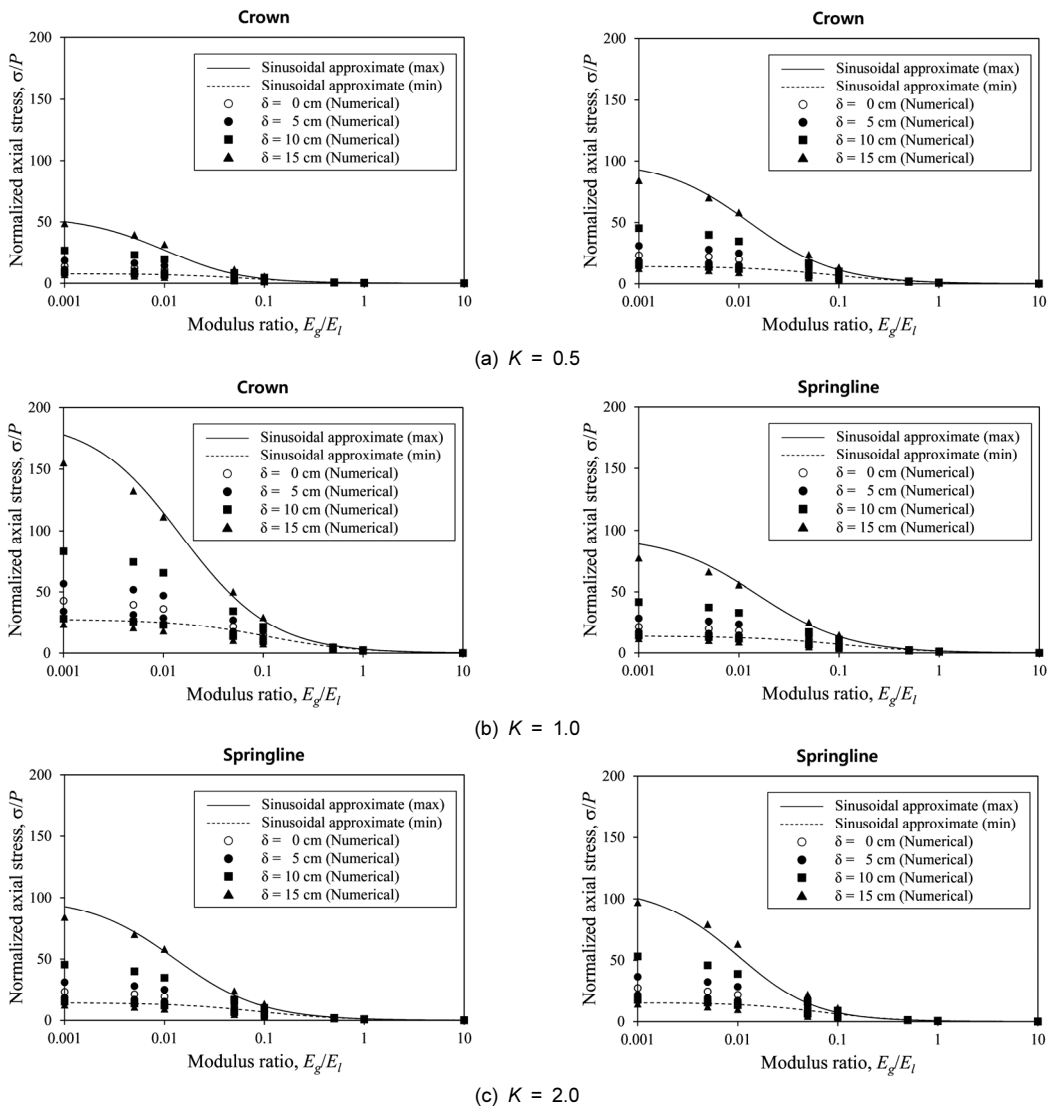 Crown
200
150
100
50
0
Normalized axial stress, σ/P
Sinusoidal approximate (max)
Sinusoidal approximate (min)
δ = 0 cm (Numerical)
δ = 5 cm (Numerical)
δ = 10 cm (Numerical)
δ = 15 cm (Numerical)
0.001 0.01 0.1 1 10
Modulus ratio, E_g/E_l
Crown
200
150
100
50
0
Normalized axial stress, σ/P
Sinusoidal approximate (max)
Sinusoidal approximate (min)
δ = 0 cm (Numerical)
δ = 5 cm (Numerical)
δ = 10 cm (Numerical)
δ = 15 cm (Numerical)
0.001 0.01 0.1 1 10
Modulus ratio, E_g/E_l
(a) K = 0.5
Crown
200
150
100
50
0
Normalized axial stress, σ/P
Sinusoidal approximate (max)
Sinusoidal approximate (min)
δ = 0 cm (Numerical)
δ = 5 cm (Numerical)
δ = 10 cm (Numerical)
δ = 15 cm (Numerical)
0.001 0.01 0.1 1 10
Modulus ratio, E_g/E_l
Springline
200
150
100
50
0
Normalized axial stress, σ/P
Sinusoidal approximate (max)
Sinusoidal approximate (min)
δ = 0 cm (Numerical)
δ = 5 cm (Numerical)
δ = 10 cm (Numerical)
δ = 15 cm (Numerical)
0.001 0.01 0.1 1 10
Modulus ratio, E_g/E_l
(b) K = 1.0
Springline
200
150
100
50
0
Normalized axial stress, σ/P
Sinusoidal approximate (max)
Sinusoidal approximate (min)
δ = 0 cm (Numerical)
δ = 5 cm (Numerical)
δ = 10 cm (Numerical)
δ = 15 cm (Numerical)
0.001 0.01 0.1 1 10
Modulus ratio, E_g/E_l
Springline
200
150
100
50
0
Normalized axial stress, σ/P
Sinusoidal approximate (max)
Sinusoidal approximate (min)
δ = 0 cm (Numerical)
δ = 5 cm (Numerical)
δ = 10 cm (Numerical)
δ = 15 cm (Numerical)
0.001 0.01 0.1 1 10
Modulus ratio, E_g/E_l
(c) K = 2.0